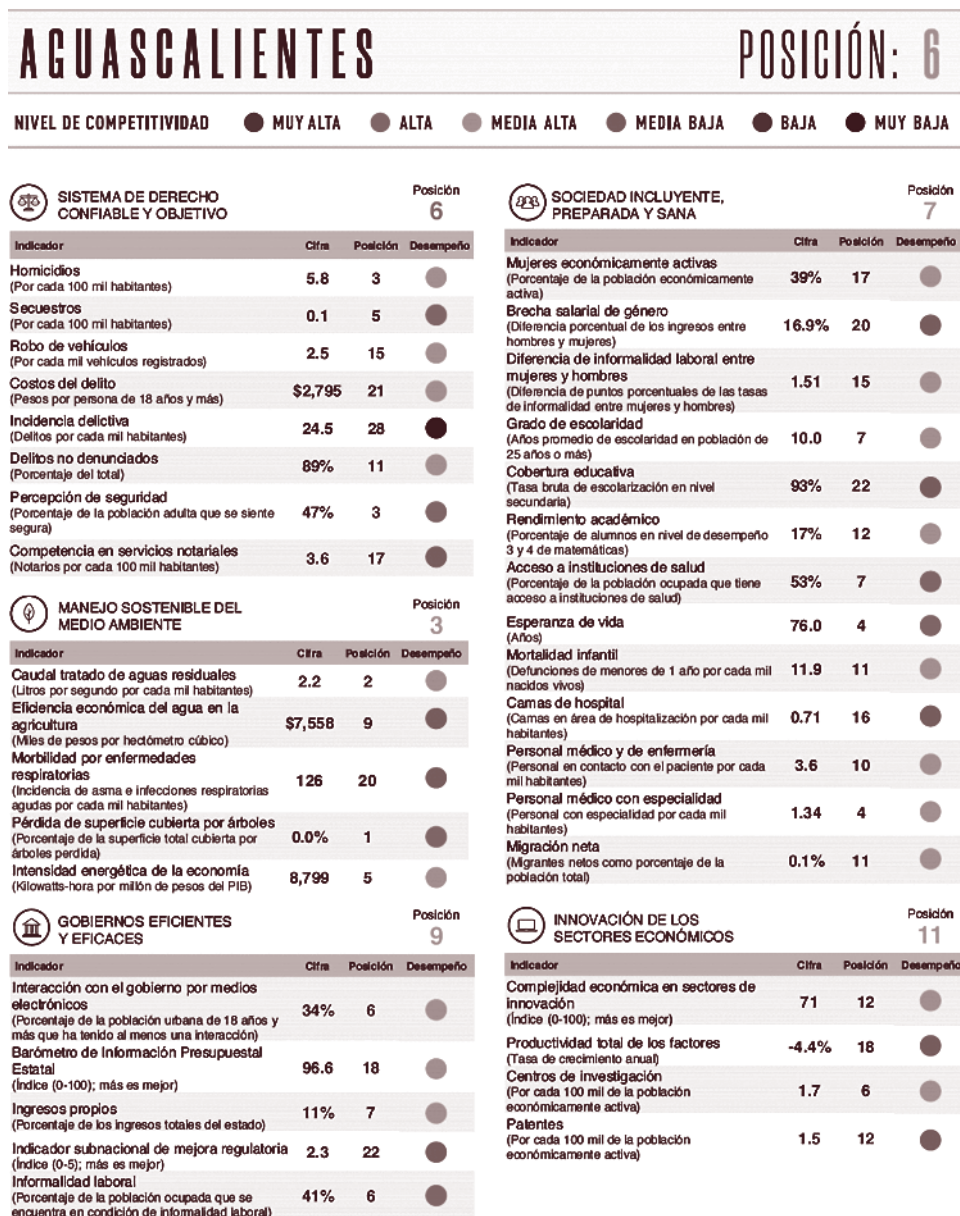 AGUASCALIENTES
POSICIÓN: 6
NIVEL DE COMPETITIVIDAD
MUY ALTA
ALTA
MEDIA ALTA
MEDIA BAJA
BAJA
MUY BAJA
SISTEMA DE DERECHO
CONFIABLE Y OBJETIVO
Posición
6
Indicador Cifra Posición Desempeño
Homicidios
(Por cada 100 mil habitantes)
5.8 3
Secuestros
(Por cada 100 mil habitantes)
0.1 5
Robo de vehículos
(Por cada mil vehículos registrados)
2.5 15
Costos del delito
(Pesos por persona de 18 años y más)
$2,795 21
Incidencia delictiva
(Delitos por cada mil habitantes)
24.5 28
Delitos no denunciados
(Porcentaje del total)
89% 11
Percepción de seguridad
(Porcentaje de la población adulta que se siente
segura)
47% 3
Competencia en servicios notariales
(Notarios por cada 100 mil habitantes)
3.6 17
MANEJO SOSTENIBLE DEL
MEDIO AMBIENTE
Posición
3
Indicador Cifra Posición Desempeño
Caudal tratado de aguas residuales
(Litros por segundo por cada mil habitantes)
2.2 2
Eficiencia económica del agua en la
agricultura
(Miles de pesos por hectómetro cúbico)
$7,558 9
Morbilidad por enfermedades
respiratorias
(Incidencia de asma e infecciones respiratorias
agudas por cada mil habitantes)
126 20
Pérdida de superficie cubierta por árboles
(Porcentaje de la superficie total cubierta por
árboles perdida)
0.0% 1
Intensidad energética de la economía
(Kilowatts-hora por millón de pesos del PIB)
8,799 5
GOBIERNOS EFICIENTES
Y EFICACES
Posición
9
Indicador Cifra Posición Desempeño
Interacción con el gobierno por medios
electrónicos
(Porcentaje de la población urbana de 18 años y
más que ha tenido al menos una interacción)
34% 6
Barómetro de Información Presupuestal
Estatal
(Índice (0-100); más es mejor)
96.6 18
Ingresos propios
(Porcentaje de los ingresos totales del estado)
11% 7
Indicador subnacional de mejora regulatoria
(Índice (0-5); más es mejor)
2.3 22
Informalidad laboral
(Porcentaje de la población ocupada que se
encuentra en condición de informalidad laboral)
41% 6
SOCIEDAD INCLUYENTE,
PREPARADA Y SANA
Posición
7
Indicador Cifra Posición Desempeño
Mujeres económicamente activas
(Porcentaje de la población económicamente
activa)
39% 17
Brecha salarial de género
(Diferencia porcentual de los ingresos entre
hombres y mujeres)
16.9% 20
Diferencia de informalidad laboral entre
mujeres y hombres
(Diferencia de puntos porcentuales de las tasas
de informalidad entre mujeres y hombres)
1.51 15
Grado de escolaridad
(Años promedio de escolaridad en población de
25 años o más)
10.0 7
Cobertura educativa
(Tasa bruta de escolarización en nivel
secundaria)
93% 22
Rendimiento académico
(Porcentaje de alumnos en nivel de desempeño
3 y 4 de matemáticas)
17% 12
Acceso a instituciones de salud
(Porcentaje de la población ocupada que tiene
acceso a instituciones de salud)
53% 7
Esperanza de vida
(Años)
76.0 4
Mortalidad infantil
(Defunciones de menores de 1 año por cada mil
nacidos vivos)
11.9 11
Camas de hospital
(Camas en área de hospitalización por cada mil
habitantes)
0.71 16
Personal médico y de enfermería
(Personal en contacto con el paciente por cada
mil habitantes)
3.6 10
Personal médico con especialidad
(Personal con especialidad por cada mil
habitantes)
1.34 4
Migración neta
(Migrantes netos como porcentaje de la
población total)
0.1% 11
INNOVACIÓN DE LOS
SECTORES ECONÓMICOS
Posición
11
Indicador Cifra Posición Desempeño
Complejidad económica en sectores de
innovación
(Índice (0-100); más es mejor)
71 12
Productividad total de los factores
(Tasa de crecimiento anual)
-4.4% 18
Centros de investigación
(Por cada 100 mil de la población
económicamente activa)
1.7 6
Patentes
(Por cada 100 mil de la población
económicamente activa)
1.5 12